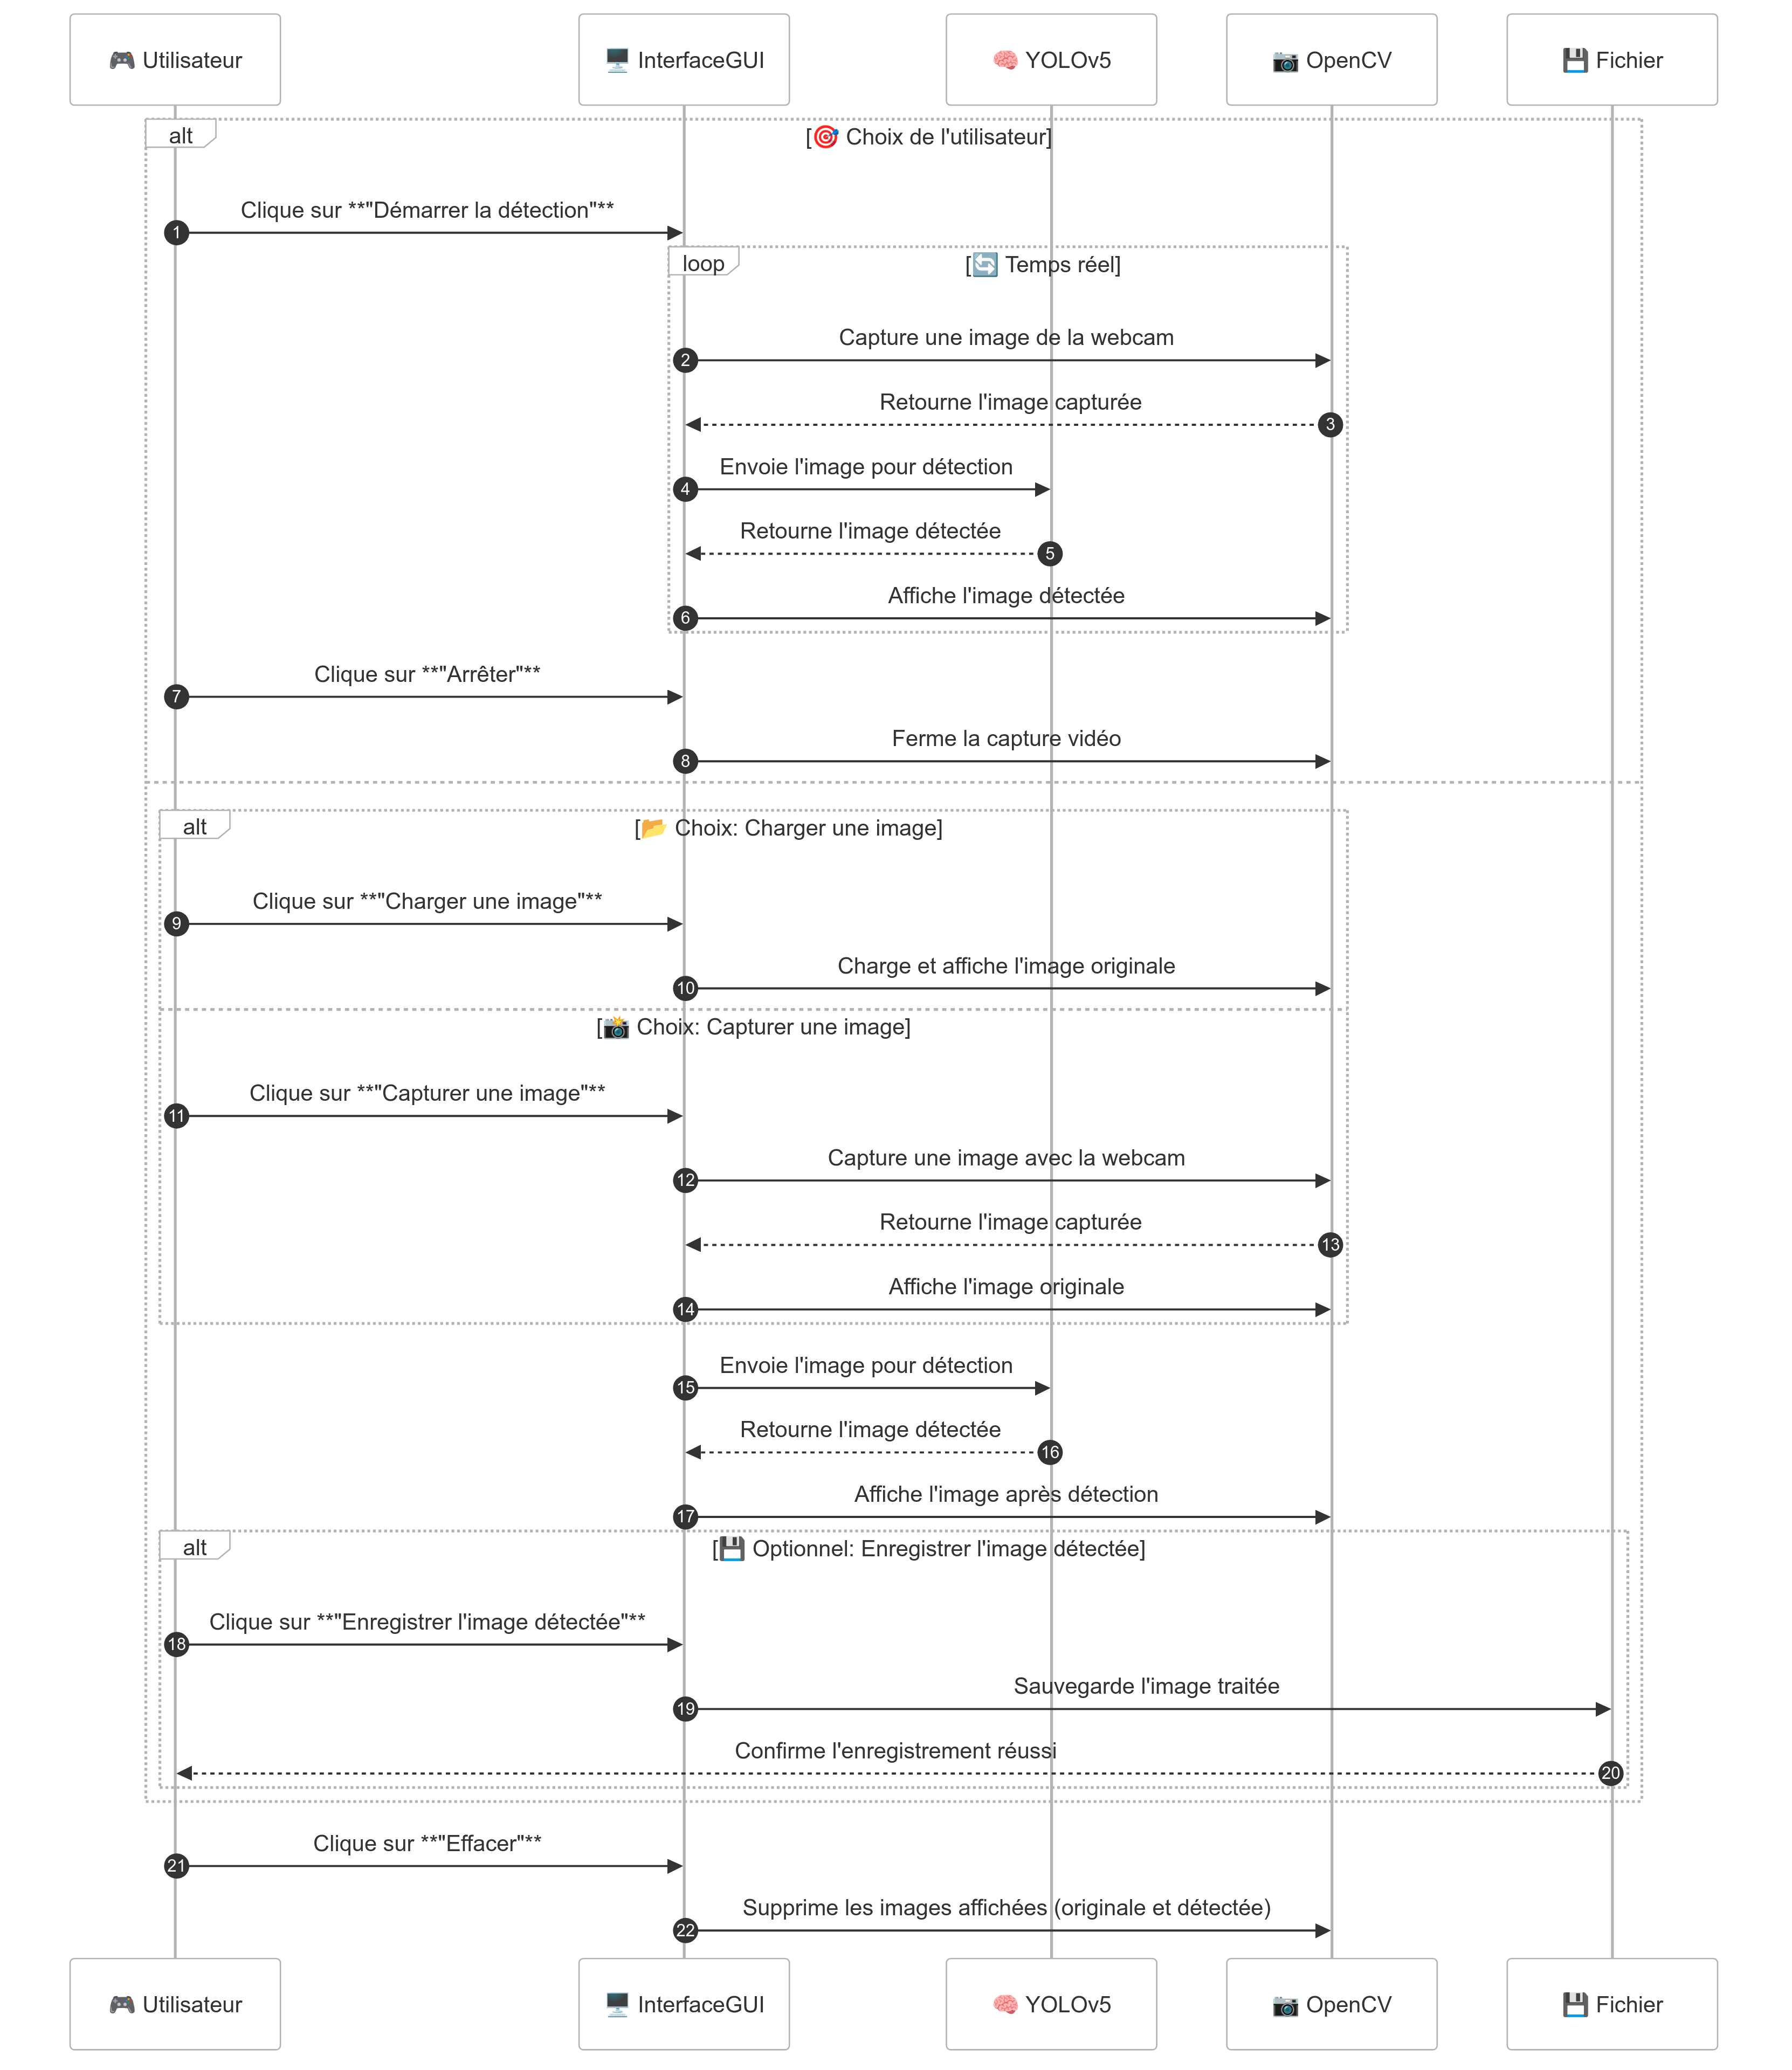 🎮 Utilisateur
🖥️ InterfaceGUI
🧠 YOLOv5
📷 OpenCV
💾 Fichier
alt
[🎯 Choix de l'utilisateur]
Clique sur **"Démarrer la détection"**
1
loop
[🔄 Temps réel]
Capture une image de la webcam
2
Retourne l'image capturée
3
Envoie l'image pour détection
4
Retourne l'image détectée
5
Affiche l'image détectée
6
Clique sur **"Arrêter"**
7
Ferme la capture vidéo
8
alt
[📂 Choix: Charger une image]
Clique sur **"Charger une image"**
9
Charge et affiche l'image originale
10
[📸 Choix: Capturer une image]
Clique sur **"Capturer une image"**
11
Capture une image avec la webcam
12
Retourne l'image capturée
13
Affiche l'image originale
14
Envoie l'image pour détection
15
Retourne l'image détectée
16
Affiche l'image après détection
17
alt
[💾 Optionnel: Enregistrer l'image détectée]
Clique sur **"Enregistrer l'image détectée"**
18
Sauvegarde l'image traitée
19
Confirme l'enregistrement réussi
20
Clique sur **"Effacer"**
21
Supprime les images affichées (originale et détectée)
22
🎮 Utilisateur
🖥️ InterfaceGUI
🧠 YOLOv5
📷 OpenCV
💾 Fichier